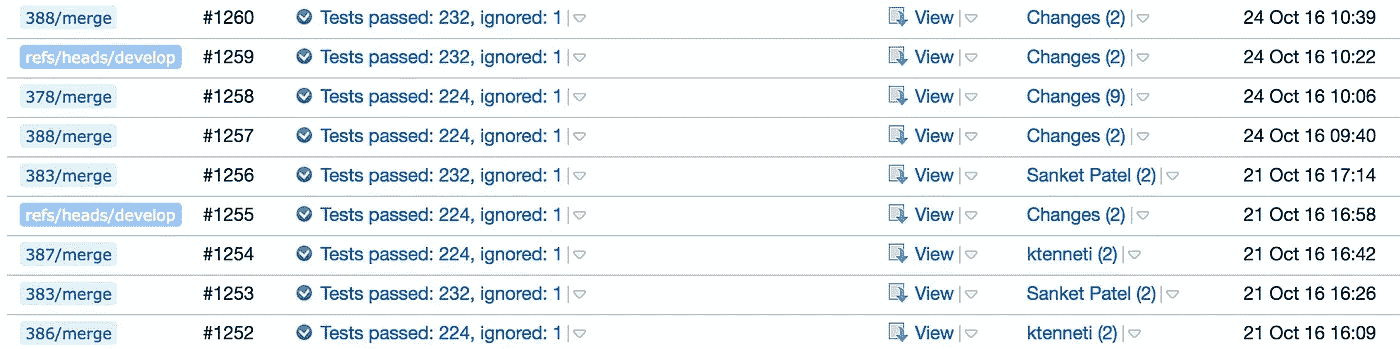 388/merge #1260 Tests passed: 232, ignored: 1 View Changes (2) 24 Oct 16 10:39
refs/heads/develop #1259 Tests passed: 232, ignored: 1 View Changes (2) 24 Oct 16 10:22
378/merge #1258 Tests passed: 224, ignored: 1 View Changes (9) 24 Oct 16 10:06
388/merge #1257 Tests passed: 224, ignored: 1 View Changes (2) 24 Oct 16 09:40
383/merge #1256 Tests passed: 232, ignored: 1 View Sanket Patel (2) 21 Oct 16 17:14
refs/heads/develop #1255 Tests passed: 224, ignored: 1 View Changes (2) 21 Oct 16 16:58
387/merge #1254 Tests passed: 224, ignored: 1 View ktenneti (2) 21 Oct 16 16:42
383/merge #1253 Tests passed: 232, ignored: 1 View Sanket Patel (2) 21 Oct 16 16:26
386/merge #1252 Tests passed: 224, ignored: 1 View ktenneti (2) 21 Oct 16 16:09